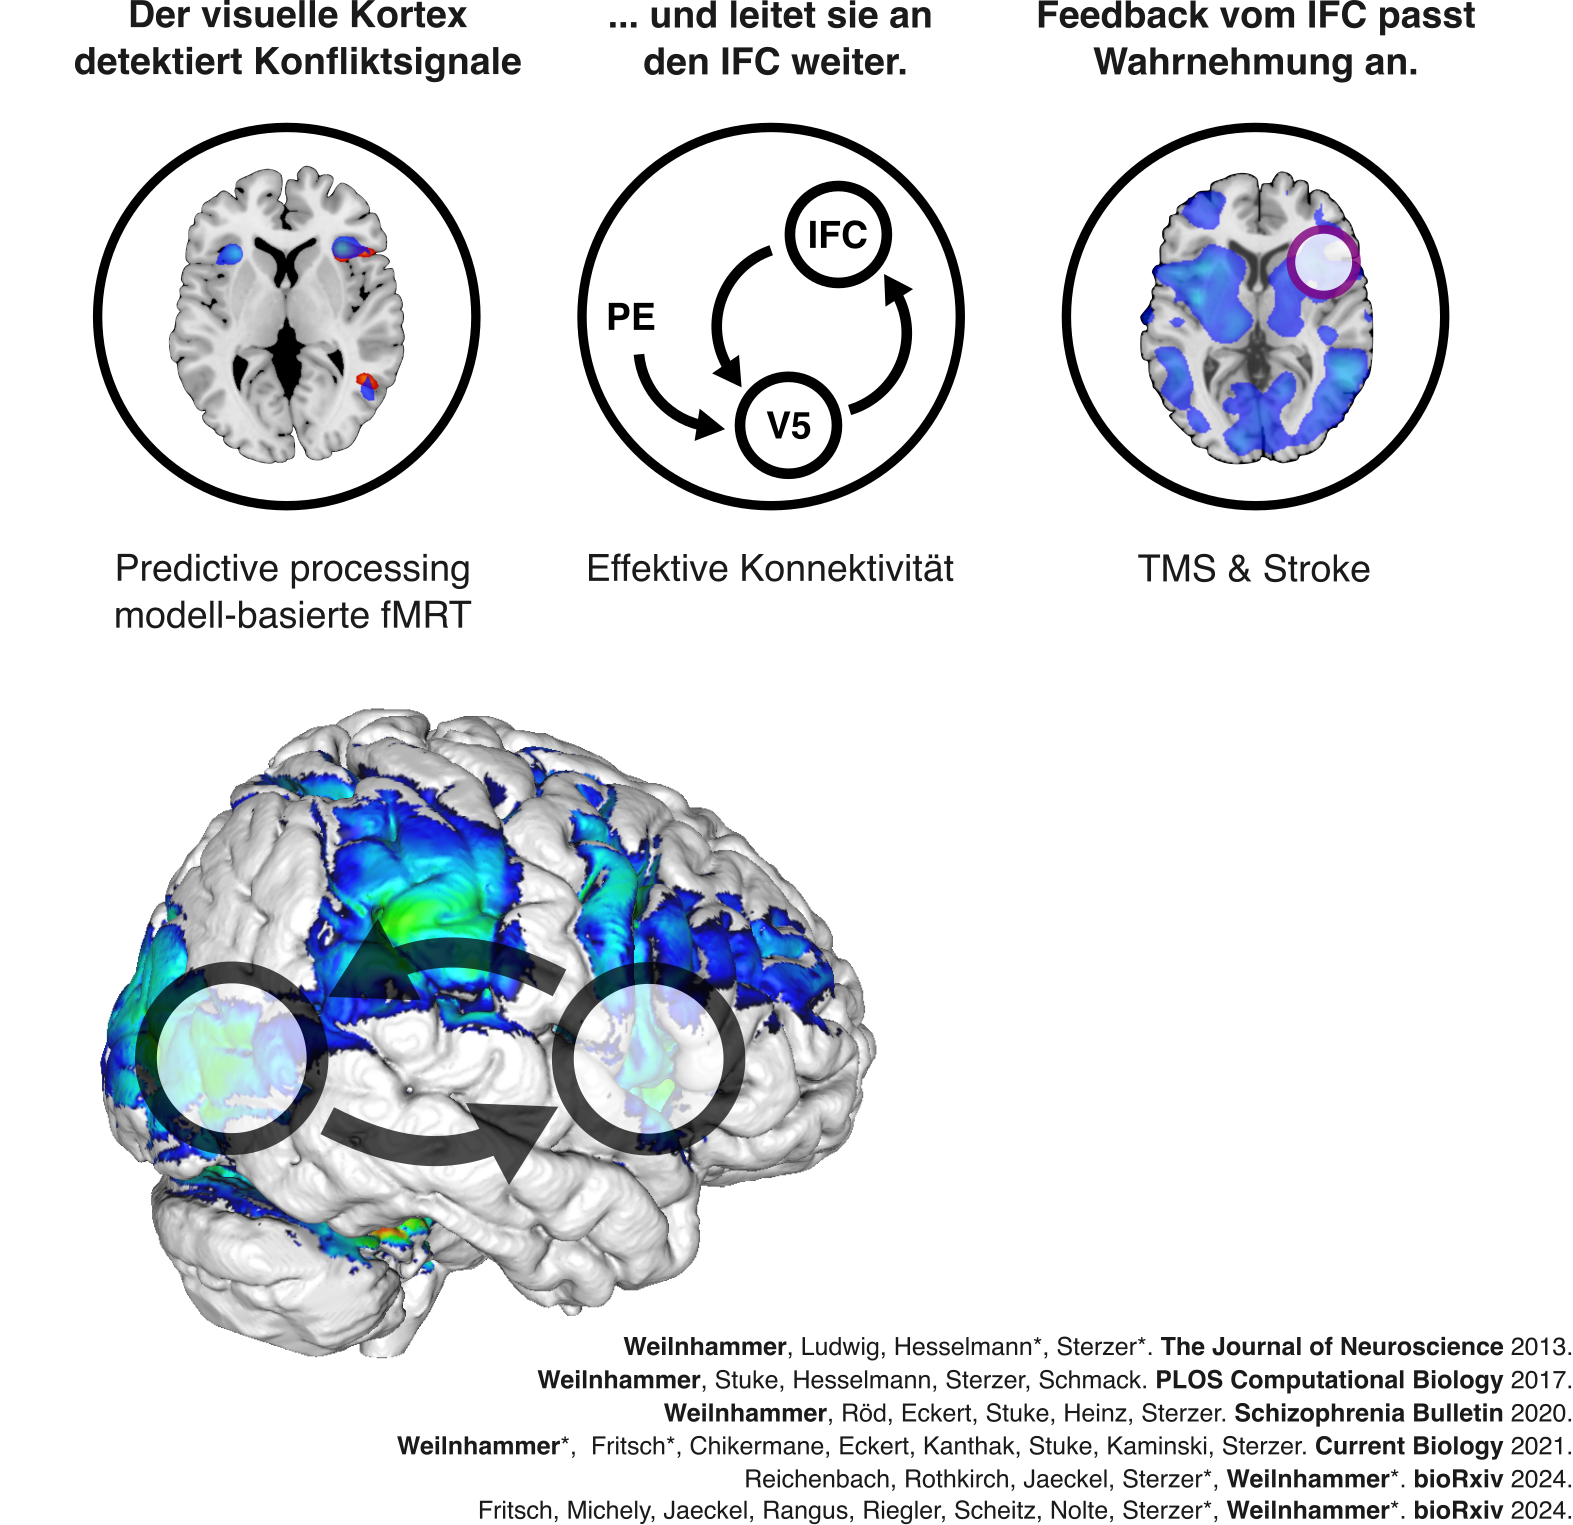 Der visuelle Kortex
detektiert Konfliktsignale
... und leitet sie an
den IFC weiter.
Feedback vom IFC passt
Wahrnehmung an.
IFC
PE
V5
Predictive processing
modell-basierte fMRT
Effektive Konnektivität
TMS & Stroke
Weilnhammer, Ludwig, Hesselmann*, Sterzer*. The Journal of Neuroscience 2013.
Weilnhammer, Stuke, Hesselmann, Sterzer, Schmack. PLOS Computational Biology 2017.
Weilnhammer, Röd, Eckert, Stuke, Heinz, Sterzer. Schizophrenia Bulletin 2020.
Weilnhammer*, Fritsch*, Chikermane, Eckert, Kanthak, Stuke, Kaminski, Sterzer. Current Biology 2021.
Reichenbach, Rothkirch, Jaeckel, Sterzer*, Weilnhammer*. bioRxiv 2024.
Fritsch, Michely, Jaeckel, Rangus, Riegler, Scheitz, Nolte, Sterzer*, Weilnhammer*. bioRxiv 2024.